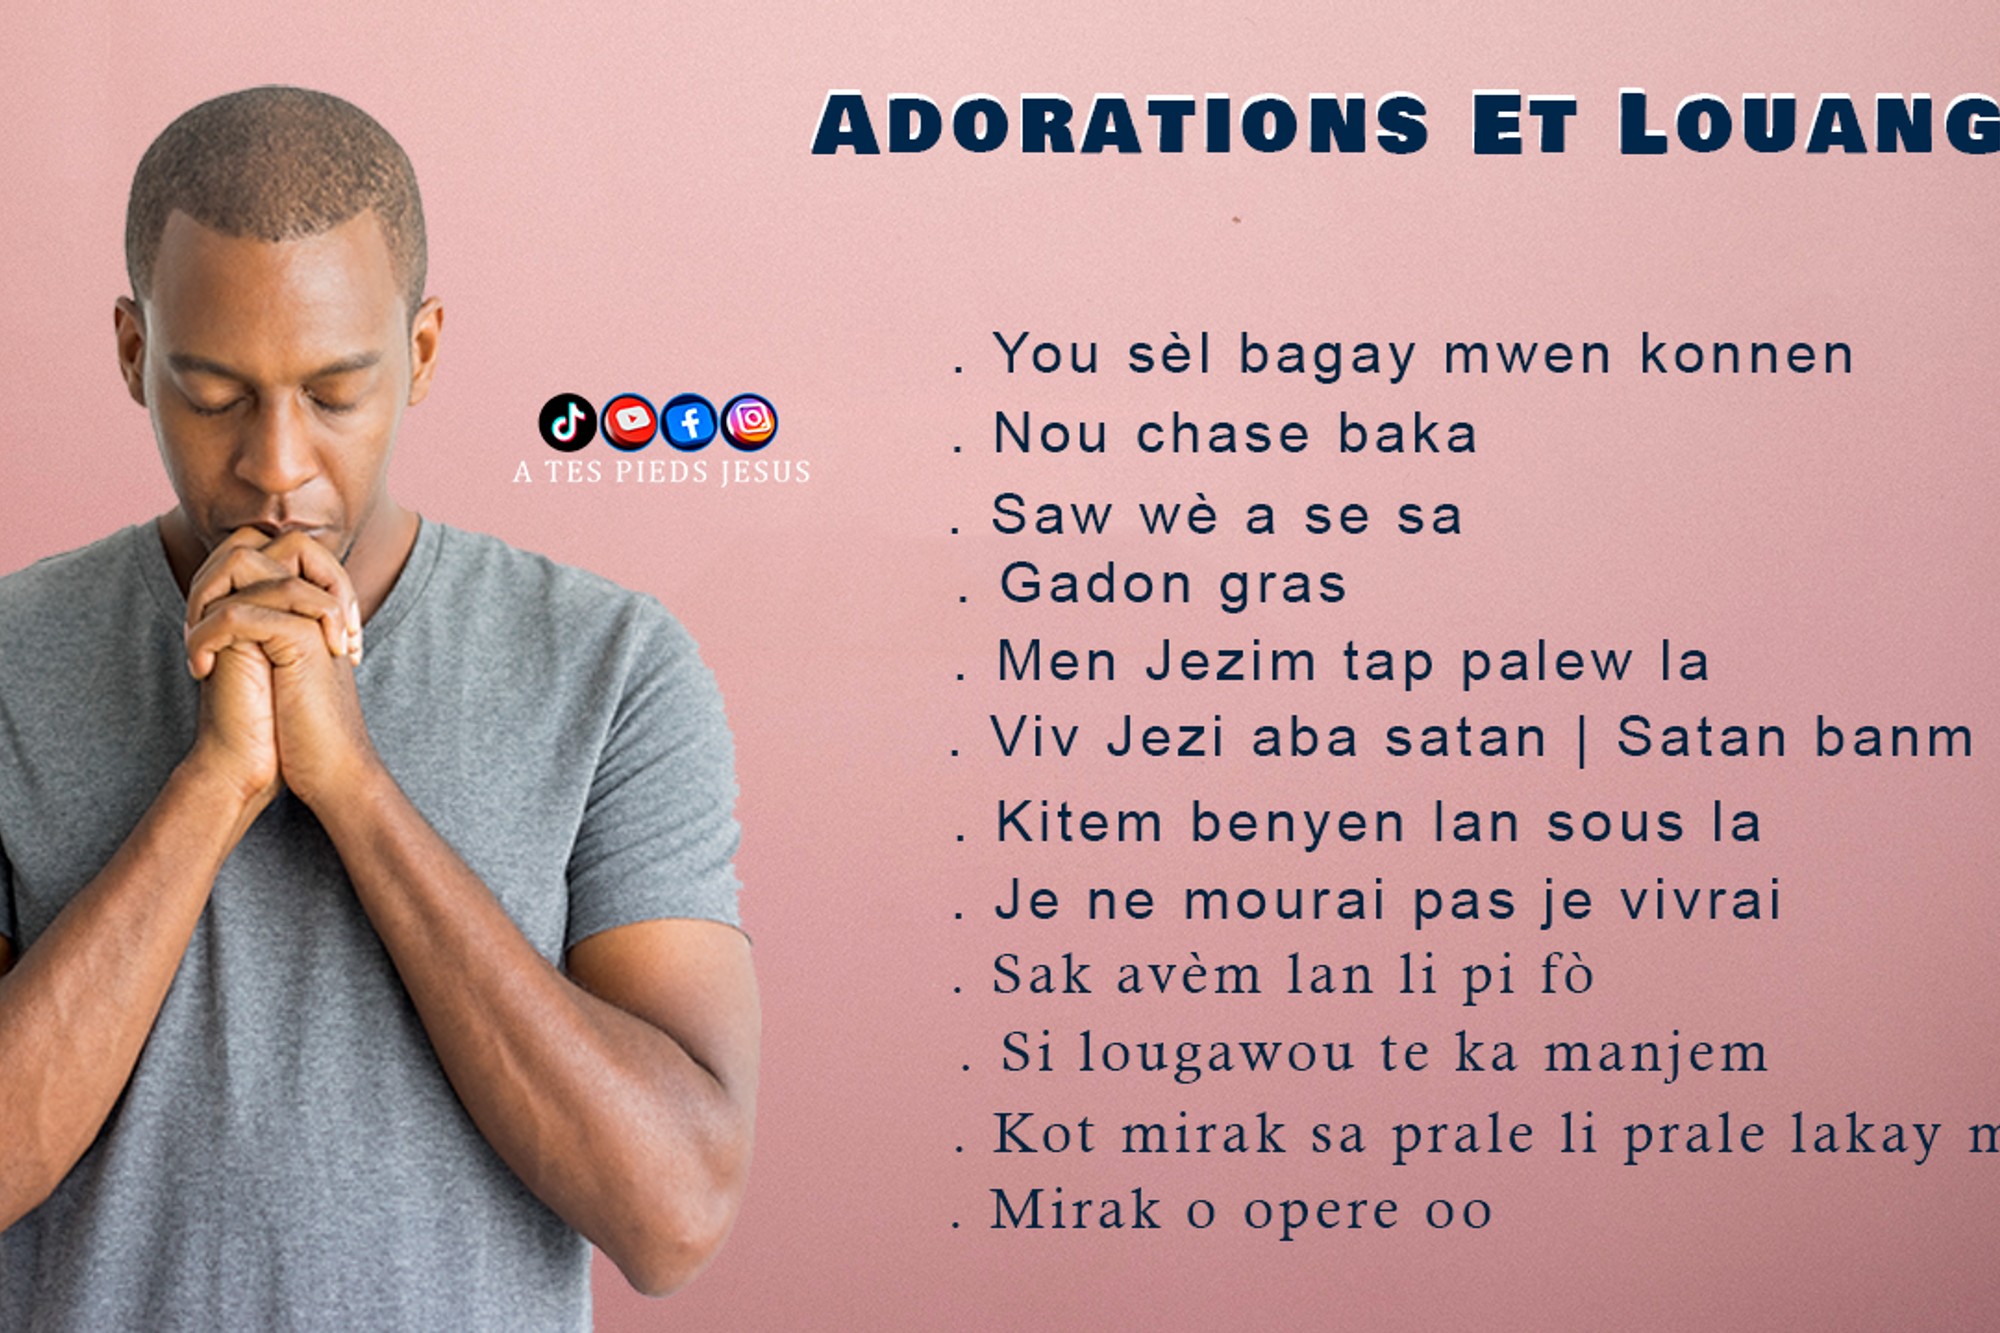 ADORATIONS ET LOUANG
. You sèl bagay mwen konnen
. Nou chase baka
A TES PIEDS JESUS
. Saw wè a se sa
. Gadon gras
. Men Jezim tap palew la
. Viv Jezi aba satan | Satan banm
. Kitem benyen lan sous la
. Je ne mourai pas je vivrai
. Sak avèm lan li pi fò
. Si lougawou te ka manjem
. Kot mirak sa prale li prale lakay m
. Mirak o opere oo